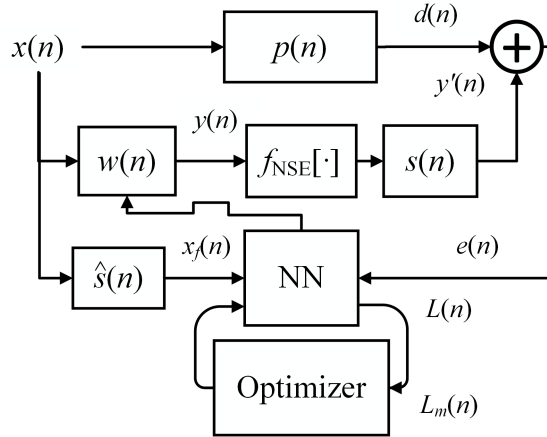 d(n)
x(n)
p(n)
+
y′(n)
y(n)
w(n)
f_NSE[·]
s(n)
x_f(n)
e(n)
ŝ(n)
NN
L(n)
Optimizer
L_m(n)